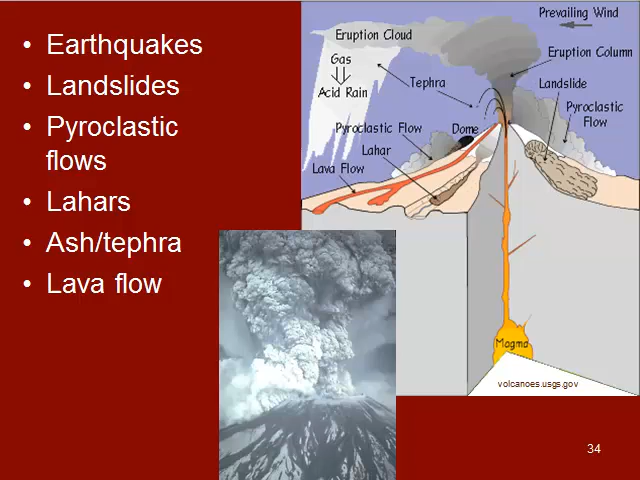 • Earthquakes
• Landslides
• Pyroclastic
flows
• Lahars
• Ash/tephra
• Lava flow
Prevailing Wind
Eruption Cloud
Eruption Column
Gas
Acid Rain
Tephra
Landslide
Pyroclastic
Flow
Pyroclastic Flow
Dome
Lahar
Lava Flow
Magma
volcanoes.usgs.gov
34